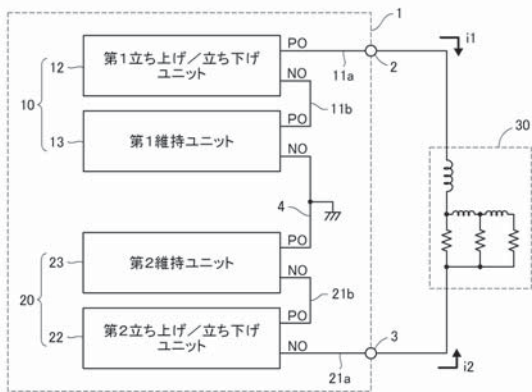 1
PO
i1
12
第1立ち上げ／立ち下げ
ユニット
NO
11a
2
10
11b
PO
30
13
第1維持ユニット
NO
4
PO
23
第2維持ユニット
NO
20
21b
PO
22
第2立ち上げ／立ち下げ
ユニット
NO
3
21a
i2